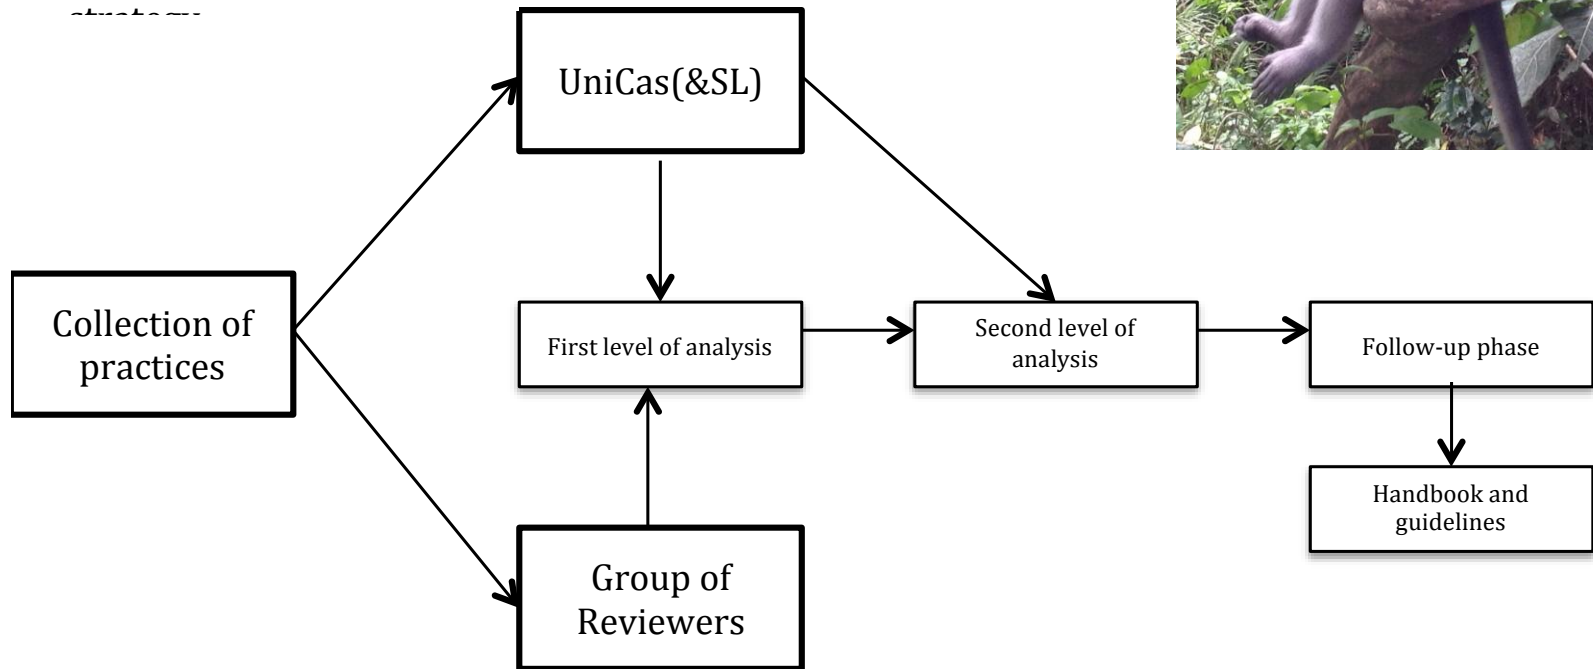 strategy
UniCas(&SL)
Collection of
practices
First level of analysis
Second level of
analysis
Follow-up phase
Handbook and
guidelines
Group of
Reviewers